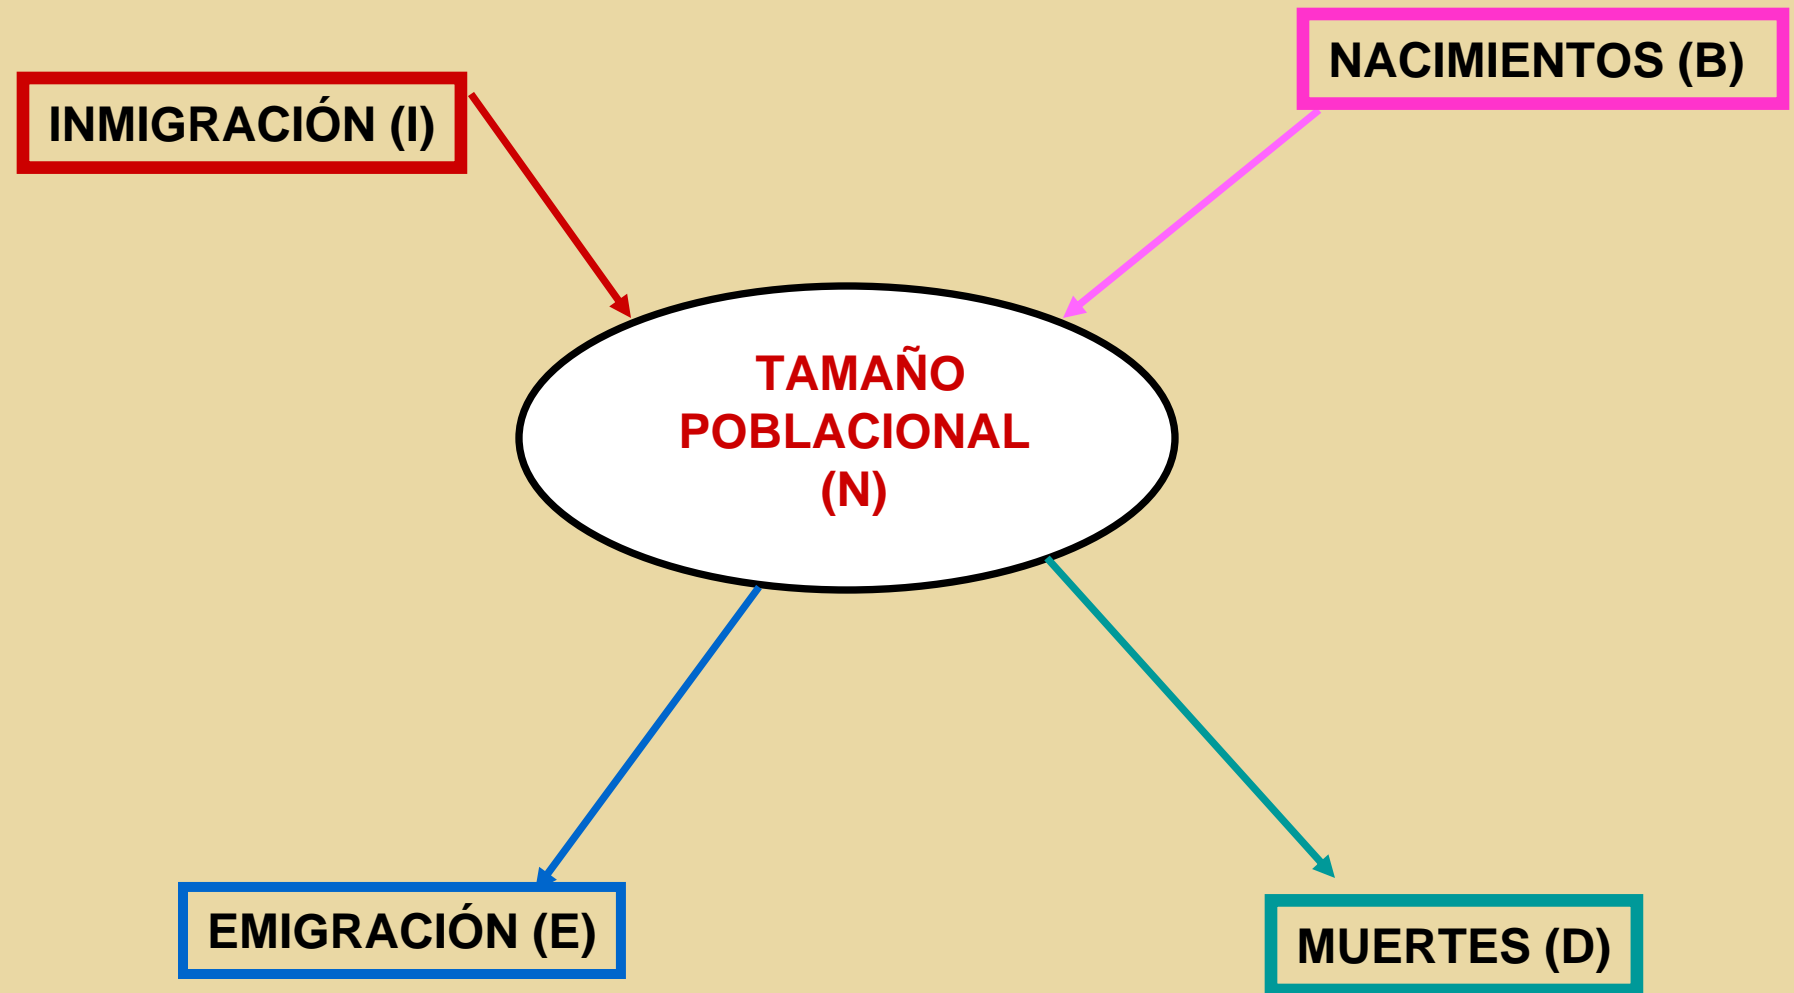 NACIMIENTOS (B)
INMIGRACIÓN (I)
TAMAÑO
POBLACIONAL
(N)
EMIGRACIÓN (E)
MUERTES (D)